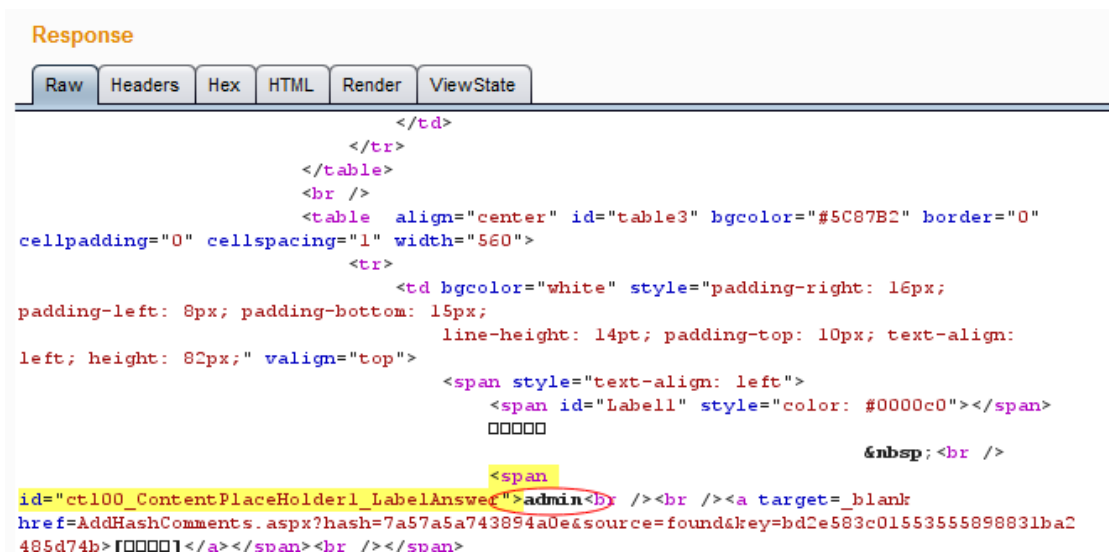 Response
Raw Headers Hex HTML Render ViewState
</td>
</tr>
</table>
<br />
<table align="center" id="table3" bgcolor="#5C87B2" border="0"
cellpadding="0" cellspacing="1" width="560">
<tr>
<td bgcolor="white" style="padding-right: 16px;
padding-left: 8px; padding-bottom: 15px;
line-height: 14pt; padding-top: 10px; text-align:
left; height: 82px;" valign="top">
<span style="text-align: left">
<span id="Label1" style="color: #0000c0"></span>
□□□□□
&nbsp;<br />
<span
id="ctl00_ContentPlaceHolder1_LabelAnswer">admin<br /><br /><a target=_blank
href=AddHashComments.aspx?hash=7a57a5a743894a0e&source=found&key=bd2e583c01553555898831ba2
485d74b>[□□□□]</a></span><br /></span>